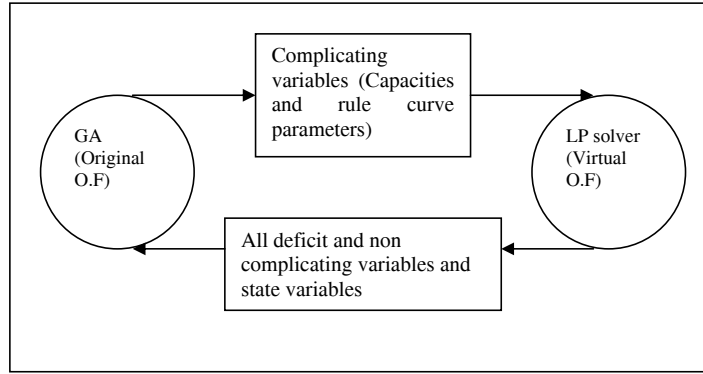 Complicating
variables (Capacities
and rule curve
parameters)
GA
(Original
O.F)
LP solver
(Virtual
O.F)
All deficit and non
complicating variables and
state variables